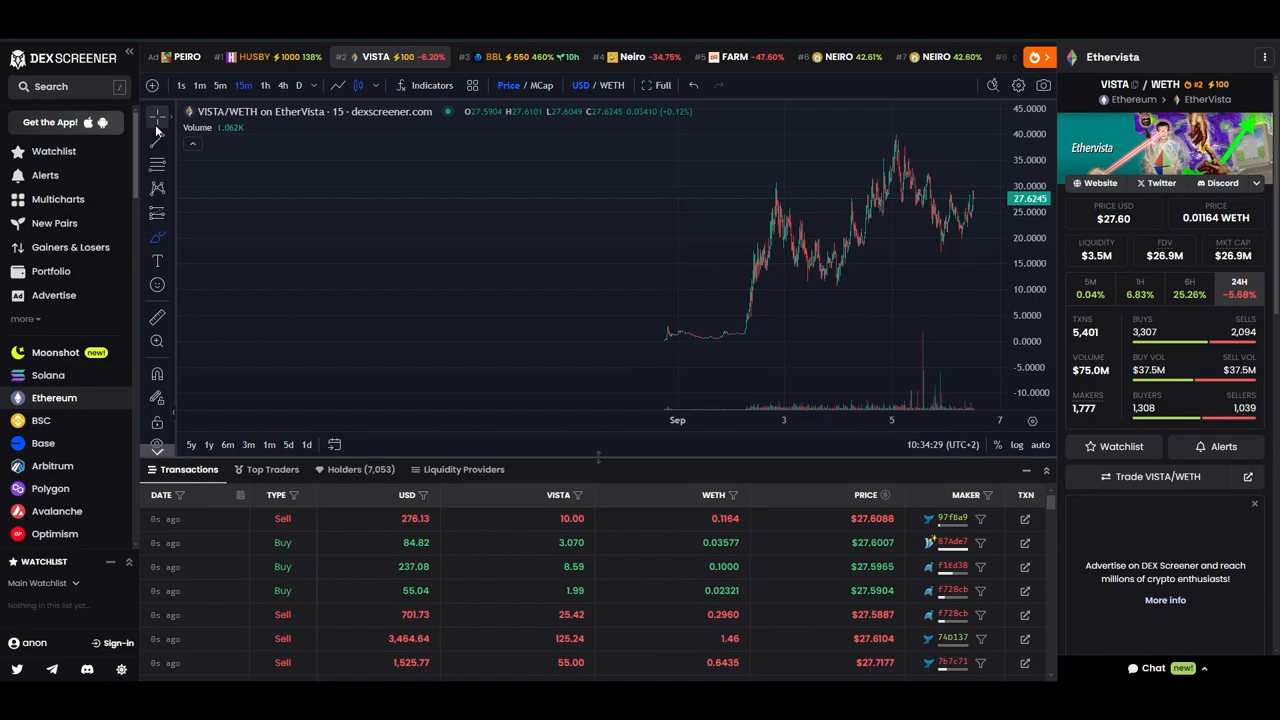 DEXSCREENER
Search /
Get the App!
Watchlist
Alerts
Multicharts
New Pairs
Gainers & Losers
Portfolio
Ad Advertise
more
Moonshot new!
Solana
Ethereum
BSC
Base
Arbitrum
Polygon
Avalanche
OP Optimism
WATCHLIST
Main Watchlist
Nothing in this list yet...
anon Sign-in
Ad PEIRO #1 HUSBY 1000 138% #2 VISTA 100 -6.20% #3 BBL 550 460% 10h #4 Neiro -34.75% #5 FARM -47.60% #6 NEIRO 42.61% #7 NEIRO 42.60% #8
1s 1m 5m 15m 1h 4h D Indicators Price / MCap USD / WETH Full
VISTA/WETH on EtherVista · 15 · dexscreener.com O27.5904 H27.6101 L27.6049 27.6245 0.03410 (+0.12%)
Volume 1.062K
45.0000
40.0000
35.0000
30.0000
27.6245
25.0000
20.0000
15.0000
10.0000
5.0000
0.0000
-5.0000
-10.0000
Sep 3 5 7
5y 1y 6m 3m 1m 5d 1d 10:34:29 (UTC+2) % log auto
Transactions Top Traders Holders (7,053) Liquidity Providers
DATE TYPE USD VISTA WETH PRICE MAKER TXN
0s ago Sell 276.13 10.00 0.1164 $27.6088 97fBa9
0s ago Buy 84.82 3.070 0.03577 $27.6007 87Ade7
0s ago Buy 237.08 8.59 0.1000 $27.5965 f1Ed38
0s ago Buy 55.04 1.99 0.02321 $27.5904 f728cb
0s ago Sell 701.73 25.42 0.2960 $27.5887 f728cb
0s ago Sell 3,464.64 125.24 1.46 $27.6104 74D137
0s ago Sell 1,525.77 55.00 0.6435 $27.7177 7b7c71
Ethervista
VISTA / WETH #2 100
Ethereum > EtherVista
Ethervista
Website Twitter Discord
PRICE USD
$27.60
PRICE
0.01164 WETH
LIQUIDITY
$3.5M
FDV
$26.9M
MKT CAP
$26.9M
5M
0.04%
1H
6.83%
6H
25.26%
24H
-5.68%
TXNS
5,401
BUYS
3,307
SELLS
2,094
VOLUME
$75.0M
BUY VOL
$37.5M
SELL VOL
$37.5M
MAKERS
1,777
BUYERS
1,308
SELLERS
1,039
Watchlist Alerts
Trade VISTA/WETH
Advertise on DEX Screener and reach
millions of crypto enthusiasts!
More info
Chat new!